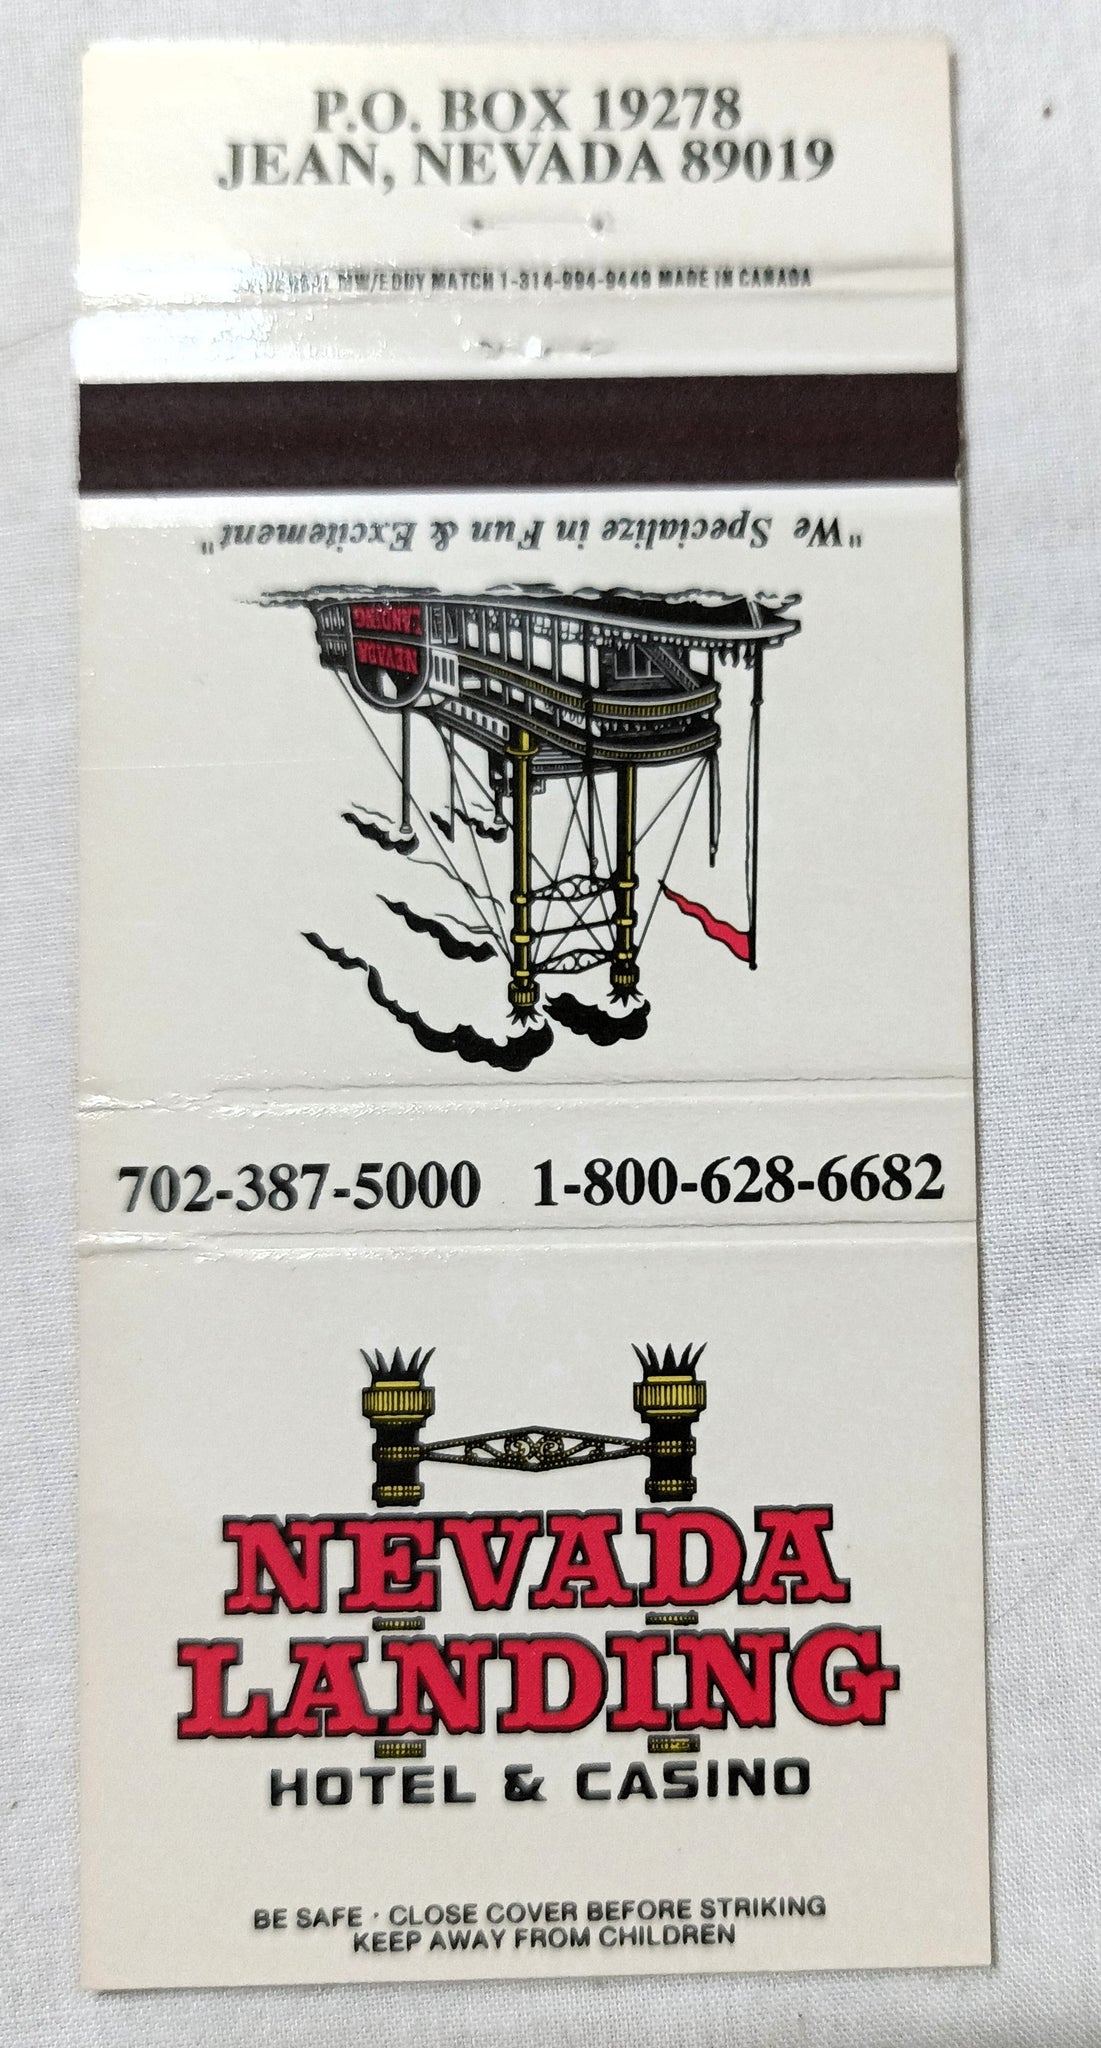 P.O. BOX 19278
JEAN, NEVADA 89019
MW/EDDY MATCH 1-314-994-9449 MADE IN CANADA
"We Specialize in Fun & Excitement"
NEVADA
LANDING
702-387-5000 1-800-628-6682
NEVADA
LANDING
HOTEL & CASINO
BE SAFE · CLOSE COVER BEFORE STRIKING
KEEP AWAY FROM CHILDREN